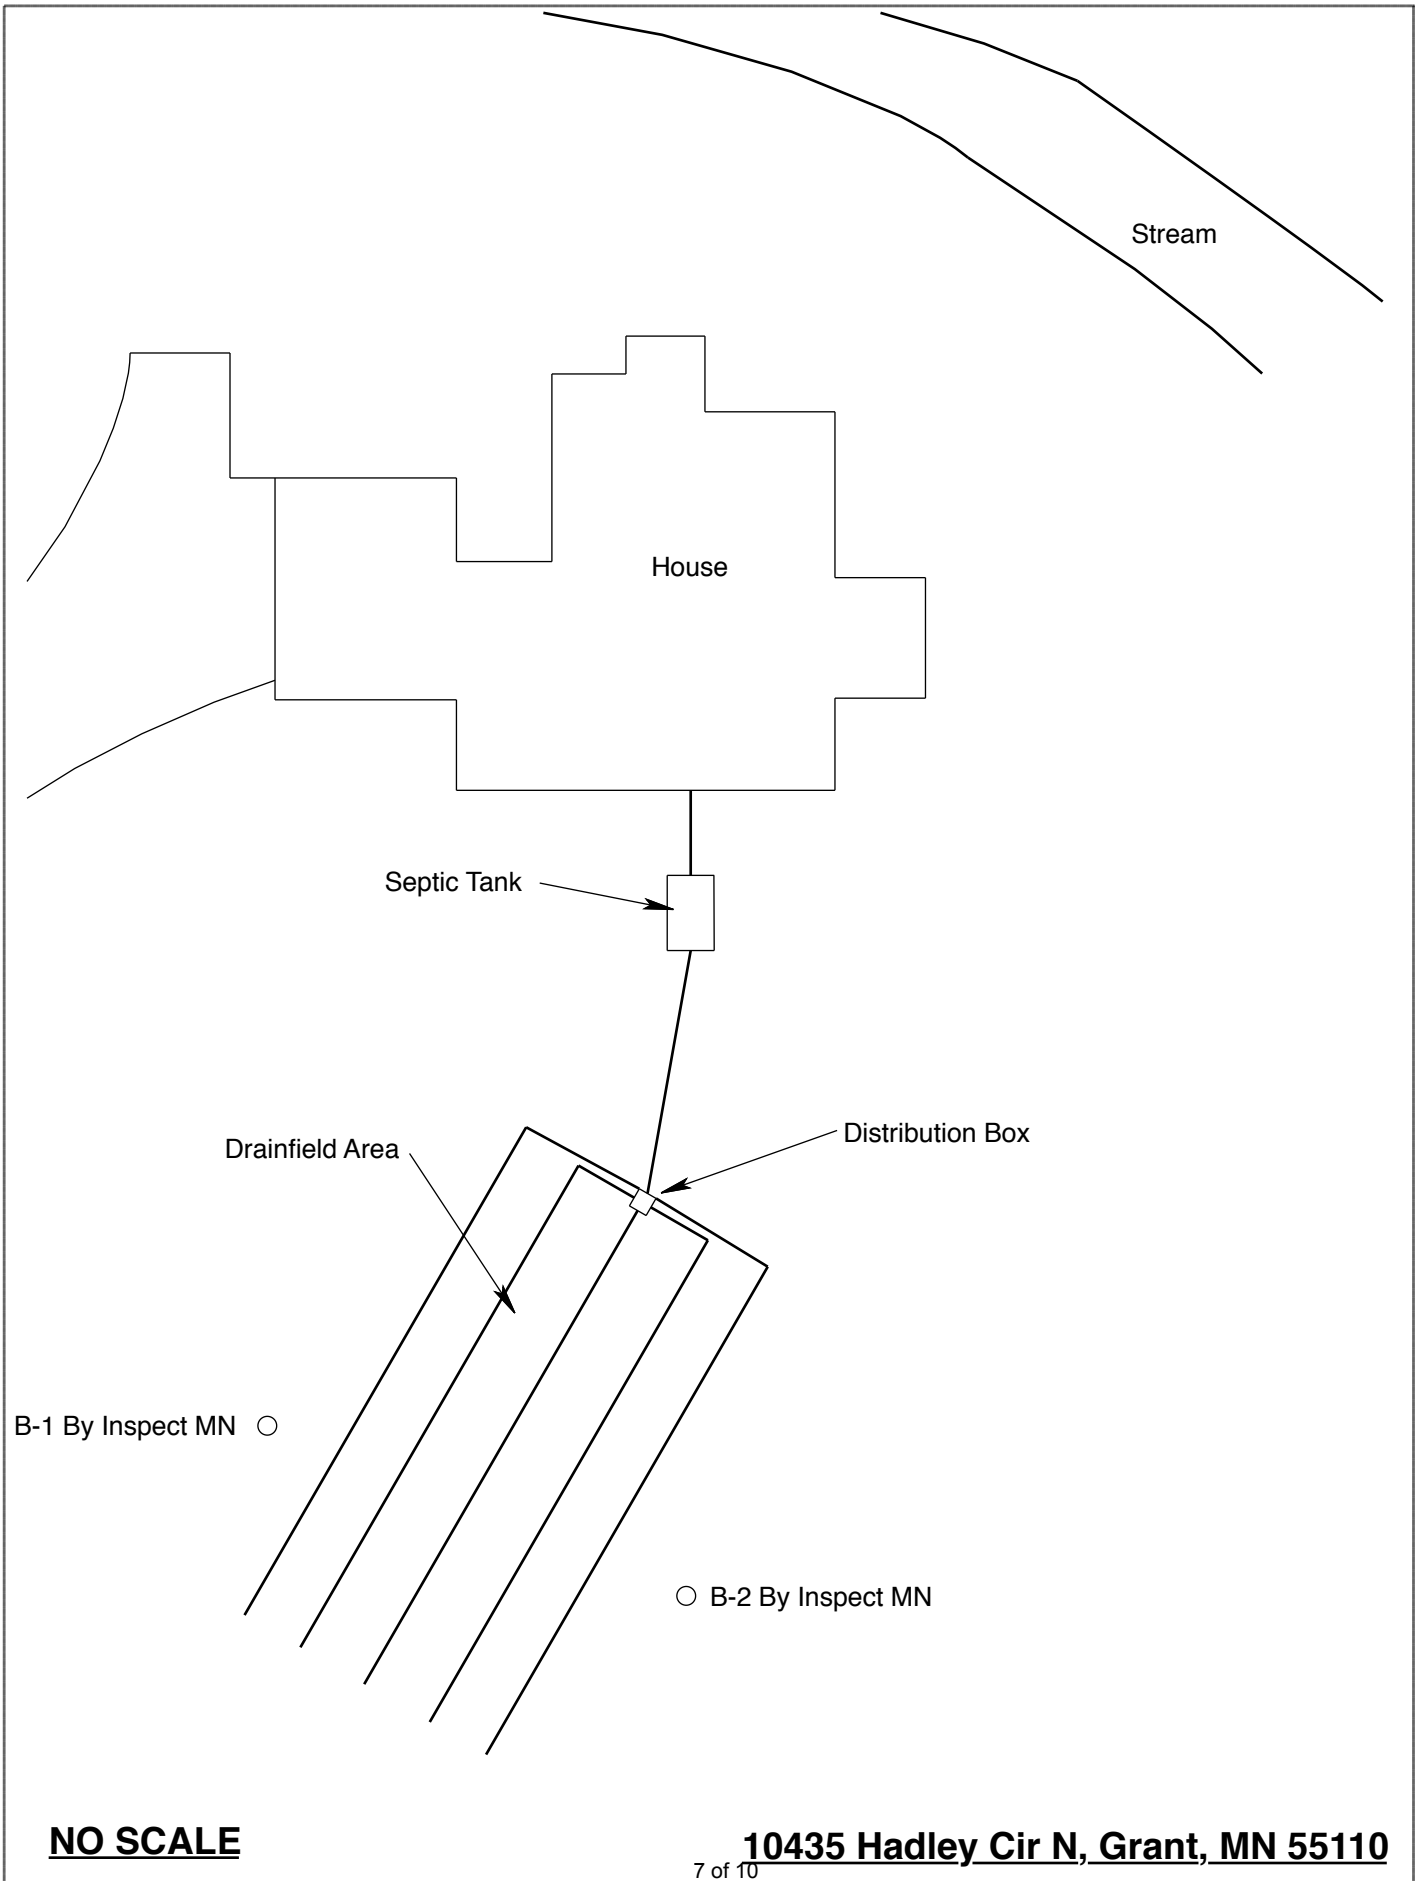 Stream
House
Septic Tank
Distribution Box
Drainfield Area
B-1 By Inspect MN
B-2 By Inspect MN
NO SCALE
10435 Hadley Cir N, Grant, MN 55110
7 of 10